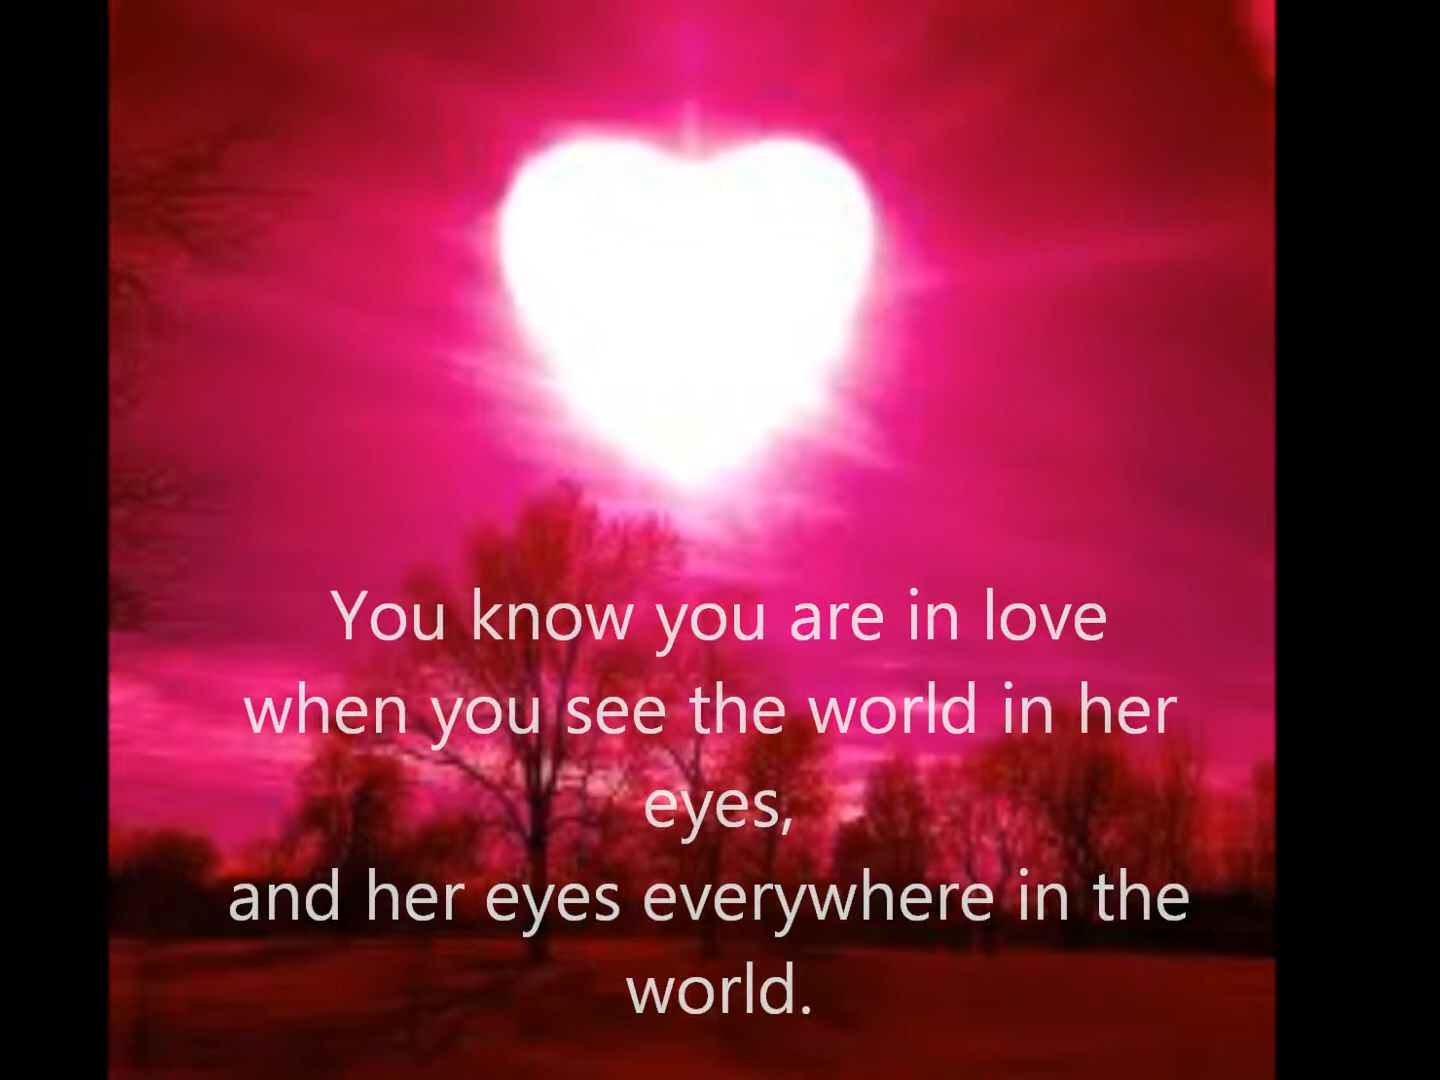 You know you are in love
when you see the world in her
eyes,
and her eyes everywhere in the
world.